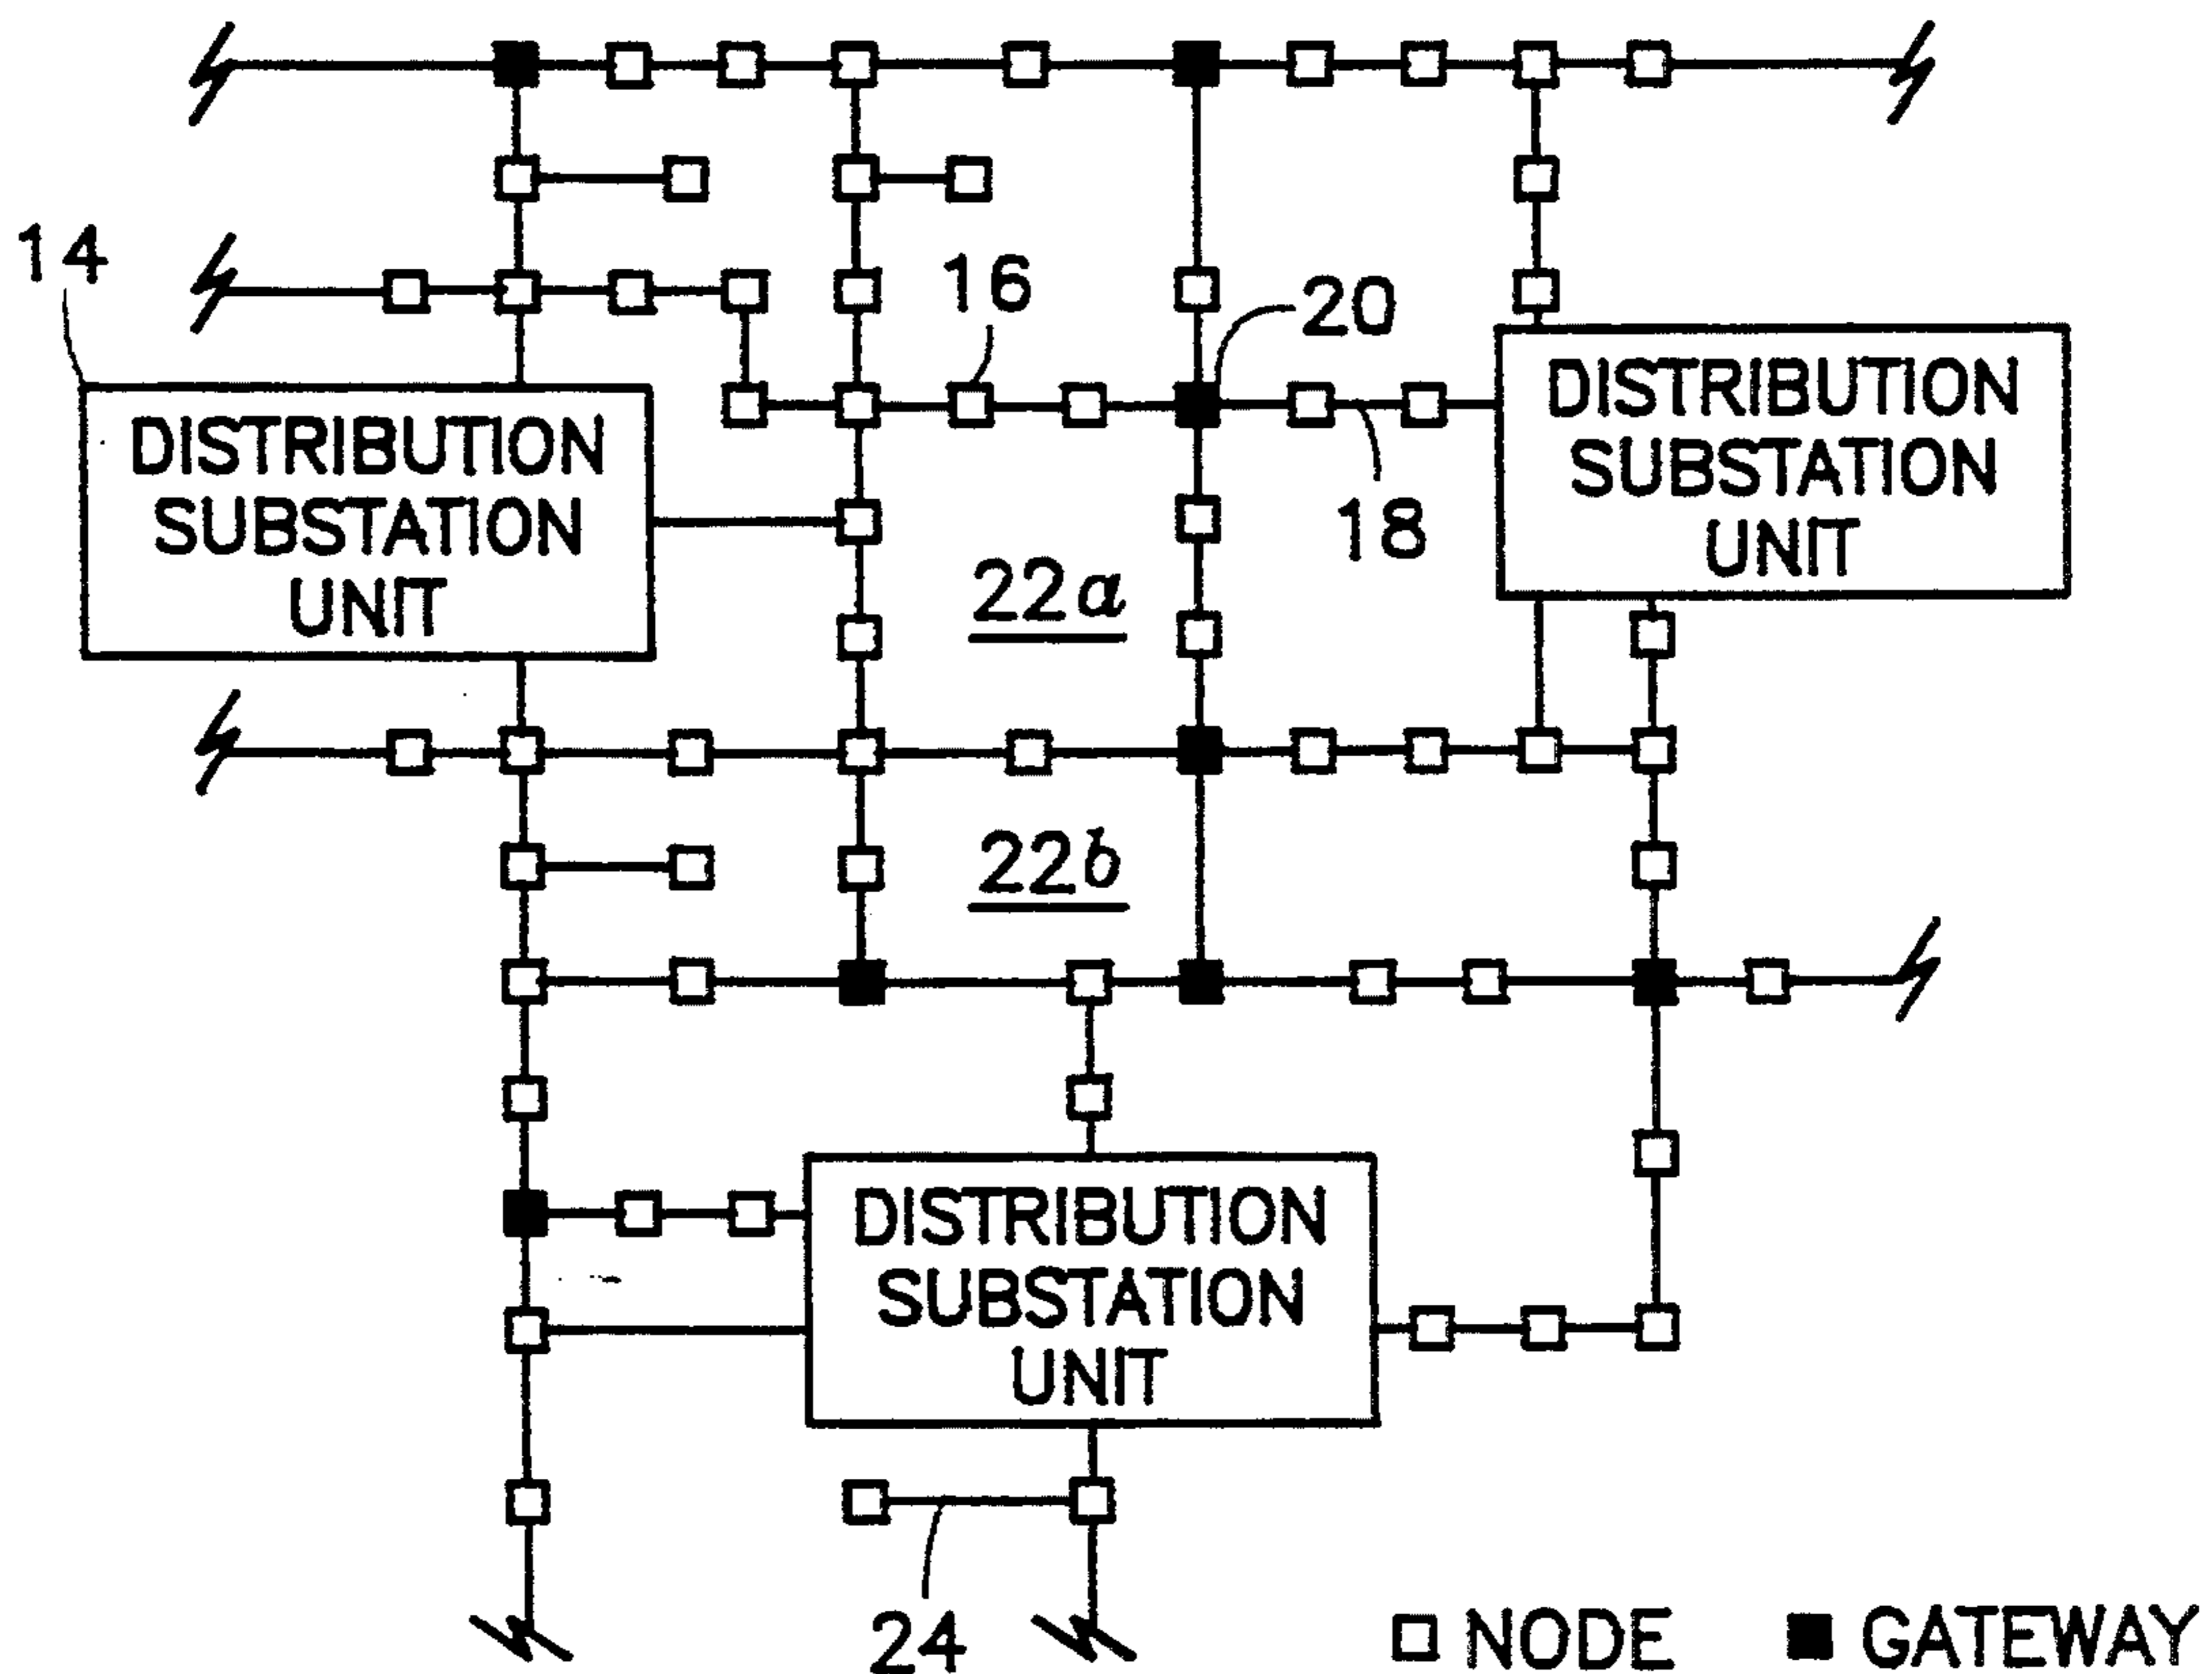 14
16
20
DISTRIBUTION
SUBSTATION
UNIT
DISTRIBUTION
SUBSTATION
UNIT
18
22a
22b
DISTRIBUTION
SUBSTATION
UNIT
24
NODE
GATEWAY